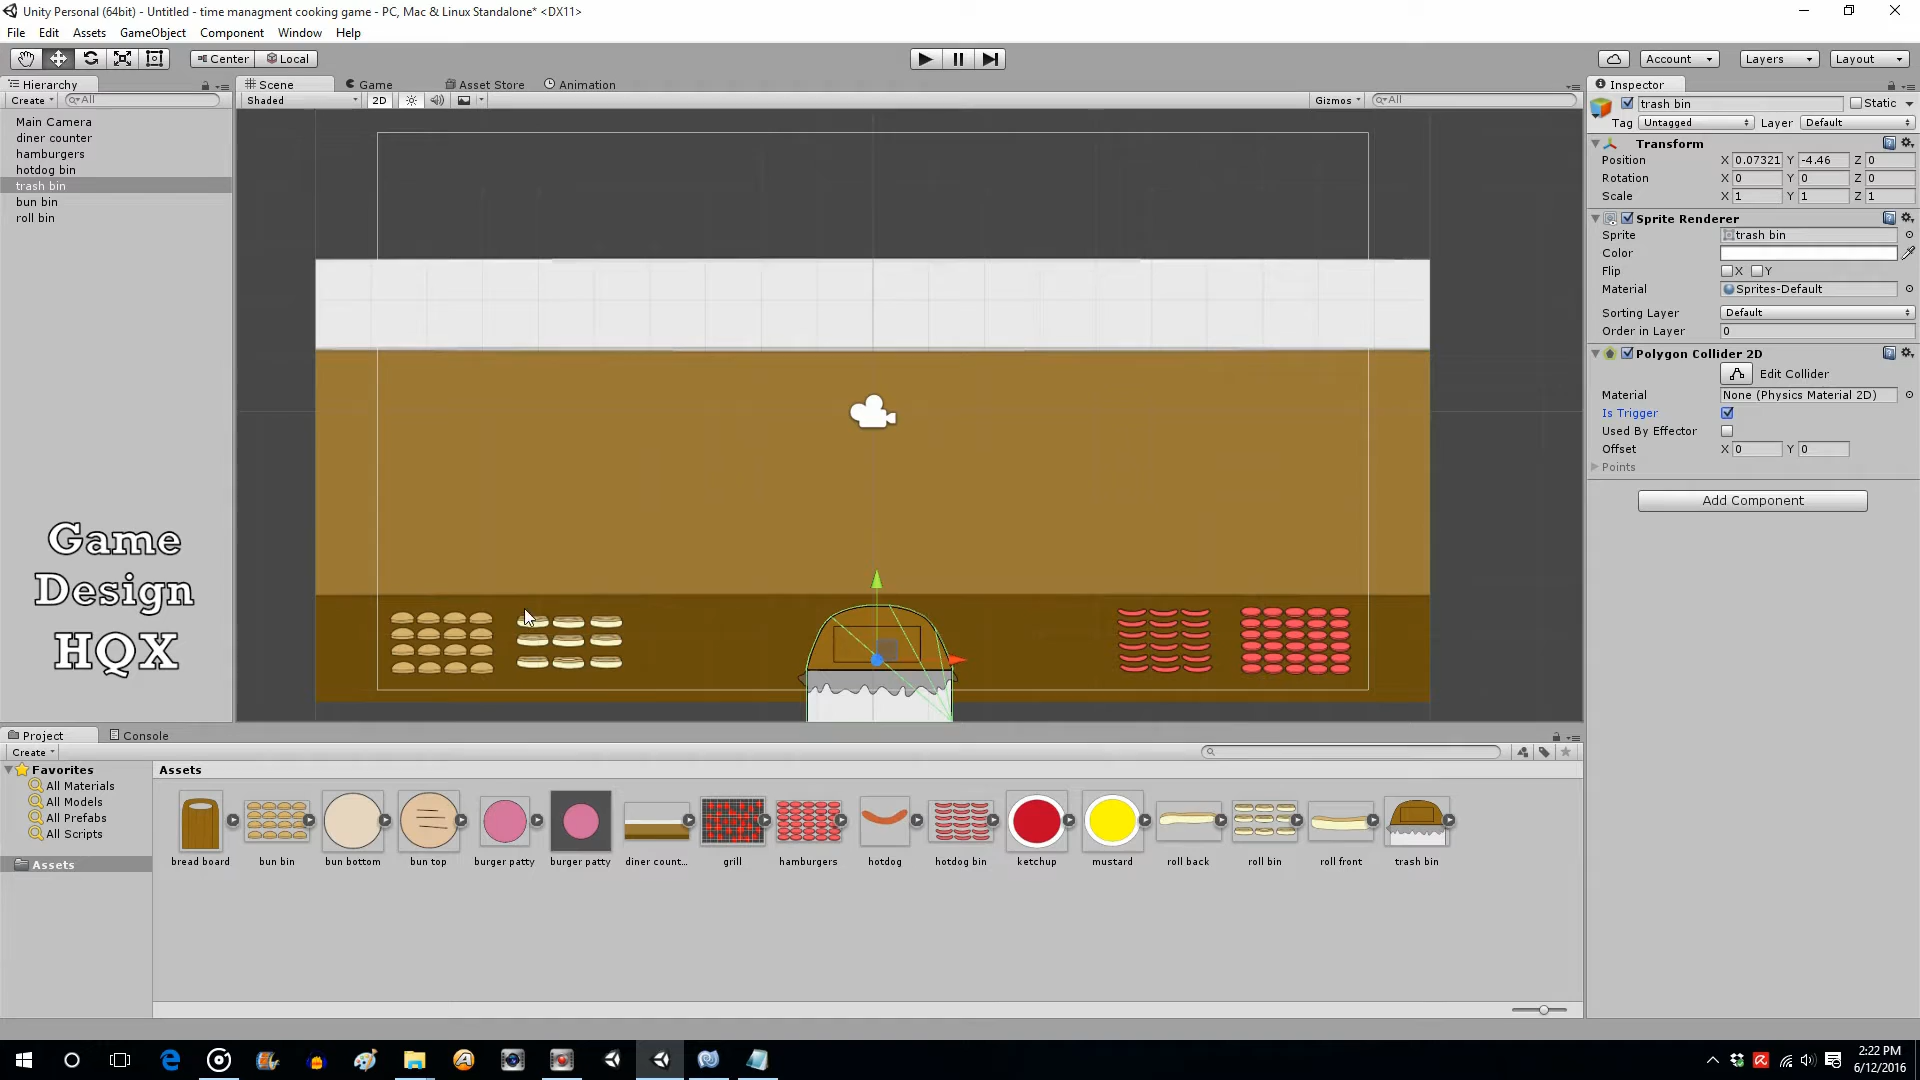 Unity Personal (64bit) - Untitled - time managment cooking game - PC, Mac & Linux Standalone* <DX11>
File Edit Assets GameObject Component Window Help
Center Local
Account Layers Layout
Hierarchy
Create All
Main Camera
diner counter
hamburgers
hotdog bin
trash bin
bun bin
roll bin
Game
Design
HQX
Scene Game Asset Store Animation
Shaded 2D Gizmos All
Inspector
trash bin Static
Tag Untagged Layer Default
Transform
Position X 0.07321 Y -4.46 Z 0
Rotation X 0 Y 0 Z 0
Scale X 1 Y 1 Z 1
Sprite Renderer
Sprite trash bin
Color
Flip X Y
Material Sprites-Default
Sorting Layer Default
Order in Layer 0
Polygon Collider 2D
Edit Collider
Material None (Physics Material 2D)
Is Trigger
Used By Effector
Offset X 0 Y 0
Points
Add Component
Project Console
Create
Favorites
All Materials
All Models
All Prefabs
All Scripts
Assets
Assets
bread board bun bin bun bottom bun top burger patty burger patty diner count... grill hamburgers hotdog hotdog bin ketchup mustard roll back roll bin roll front trash bin
2:22 PM
6/12/2016